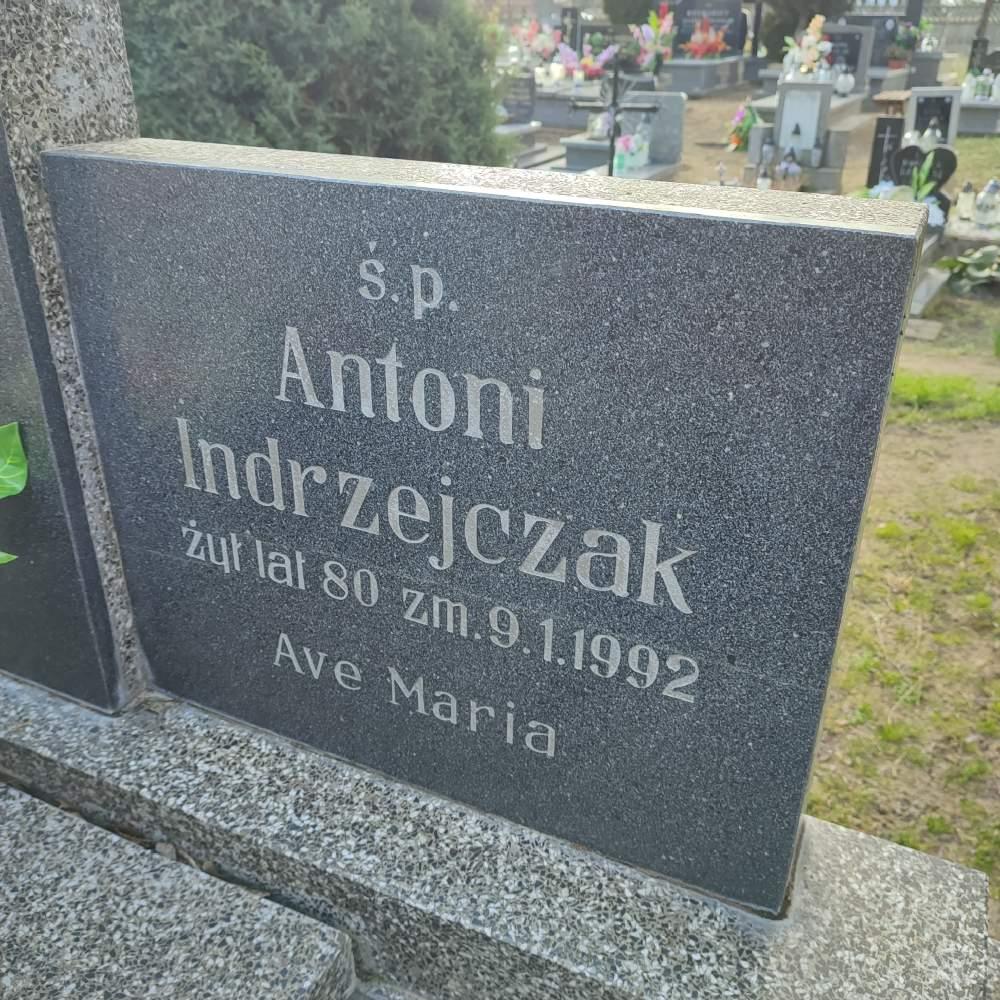 ś.p.
Antoni
Indrzejczak
żył lat 80 zm. 9.1.1992
Ave Maria